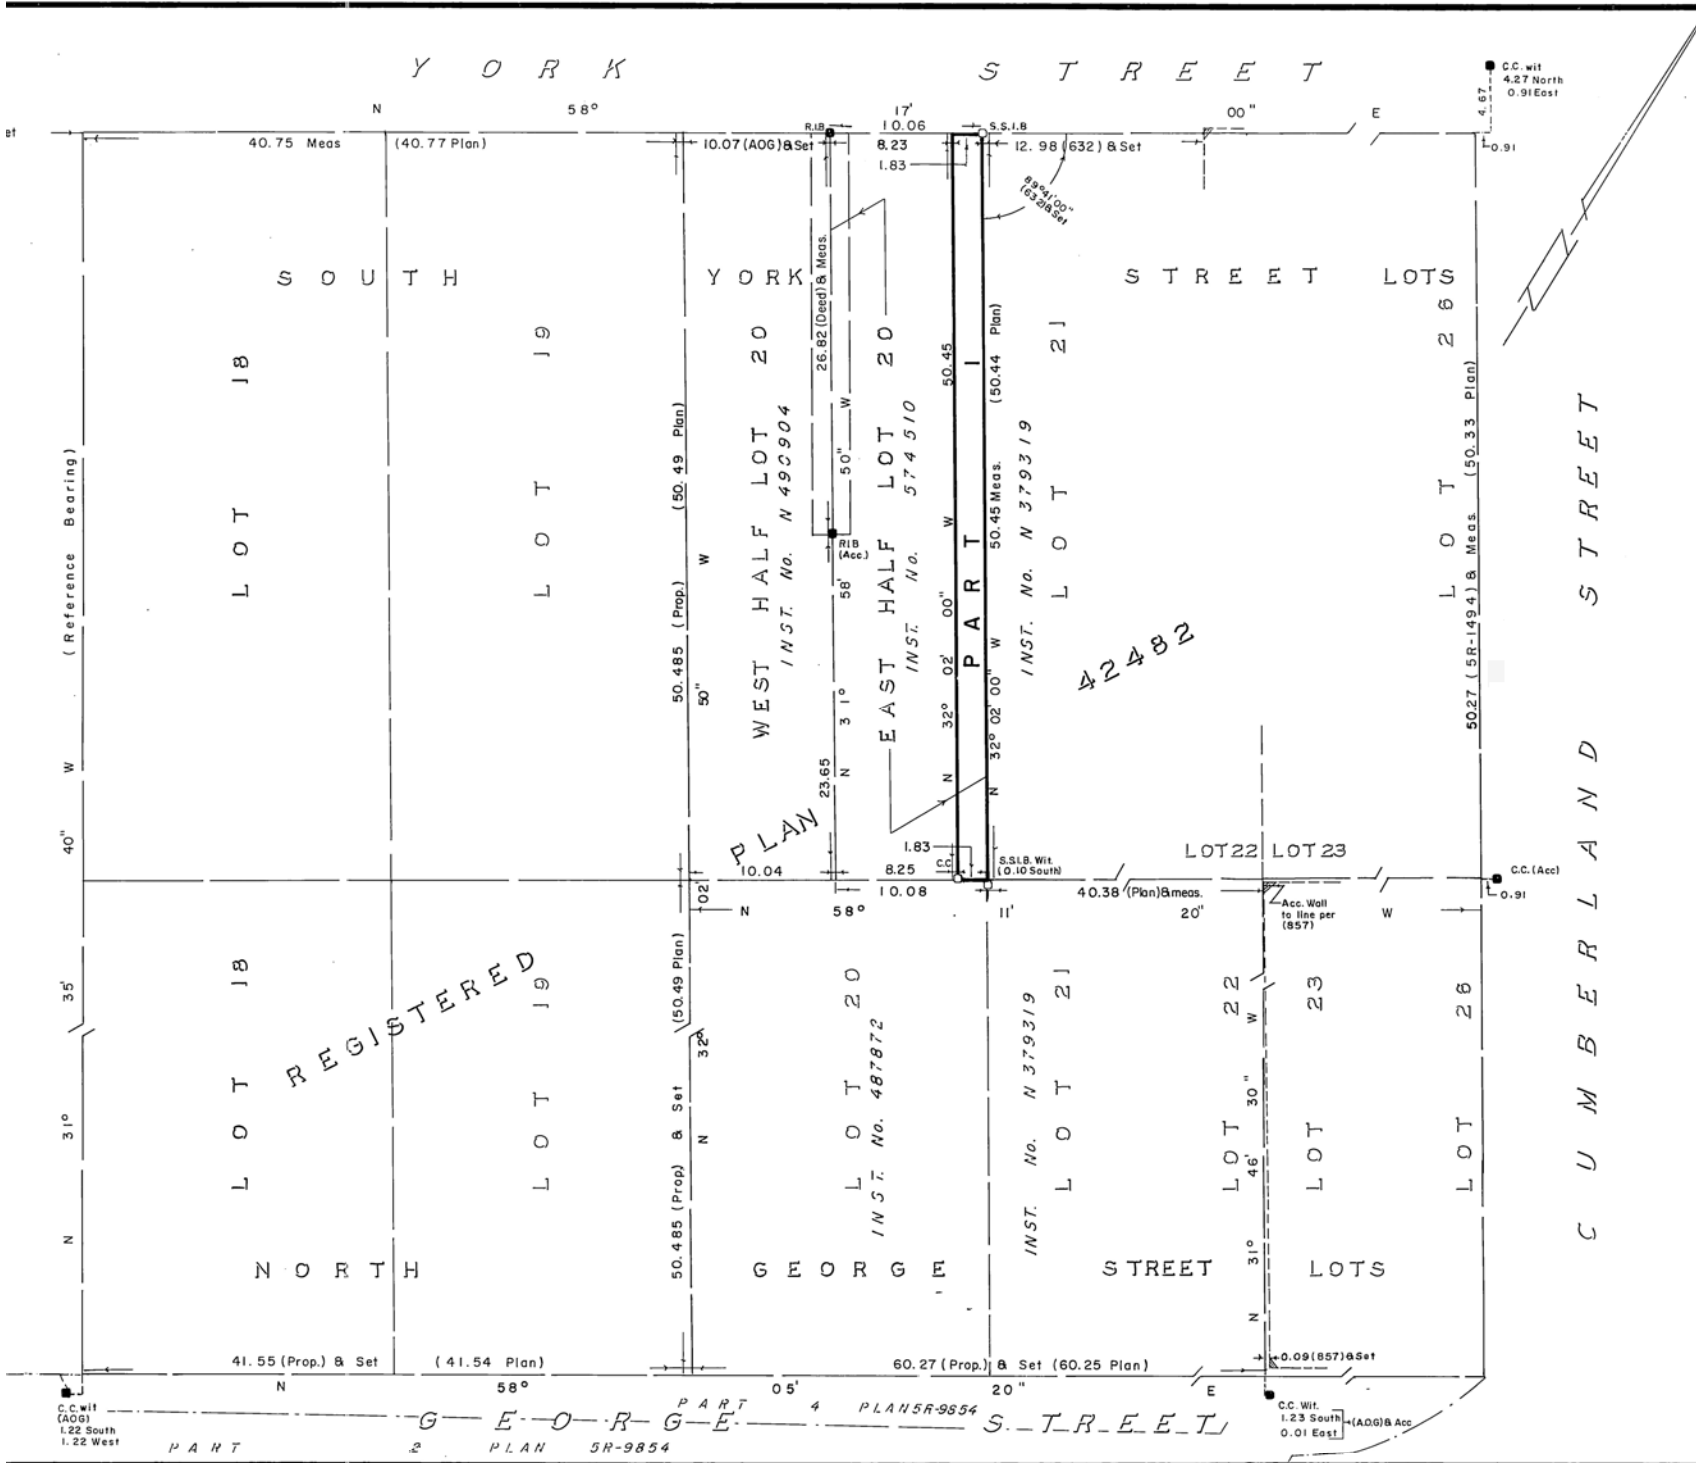 YORK STREET
C.C. wit
4.27 North
0.91 East
4.67
N 58° 17' 00" E
R.I.B
10.06
S.S.I.B
40.75 Meas (40.77 Plan)
10.07 (AOG) & Set
8.23
12.98 (632) & Set
0.91
1.83
89°41'00"
(632) & Set
SOUTH YORK STREET LOTS
LOT 18
LOT 19
WEST HALF LOT 20
INST. No. N 490904
EAST HALF LOT 20
INST. No. 574510
PART 1
LOT 21
INST. No. N 379319
LOT 26
26.82 (Deed) & Meas.
23.65
N 31° 58' 50" W
RIB
(Acc.)
50.45
N 32° 02' 00" W
(50.44 Plan)
50.45 Meas.
N 32° 02' 00" W
50.485 (Prop.) (50.49 Plan)
50.27 (5R-1494) & Meas. (50.33 Plan)
N 31° 35' 40" W (Reference Bearing)
REGISTERED PLAN 42482
CUMBERLAND STREET
1.83
10.04
8.25
C.C
S.S.I.B. Wit.
(0.10 South)
LOT 22
LOT 23
C.C. (Acc)
0.91
10.08
40.38 (Plan) & meas.
N 58° 11' 20" W
Acc. Wall
to line per
(857)
LOT 18
LOT 19
LOT 20
INST. No. 487872
LOT 21
INST. No. N 379319
LOT 22
LOT 23
LOT 26
50.485 (Prop) & Set (50.49 Plan)
N 32° 02' 50" W
N 31° 46' 30" W
NORTH GEORGE STREET LOTS
41.55 (Prop.) & Set (41.54 Plan)
60.27 (Prop.) & Set (60.25 Plan)
0.09 (857) & Set
N 58° 05' 20" E
C.C. wit
(AOG)
1.22 South
1.22 West
PART 4 PLAN 5R-9854
GEORGE STREET
C.C. Wit.
1.23 South
0.01 East
(A.O.G) & Acc
PART 2 PLAN 5R-9854